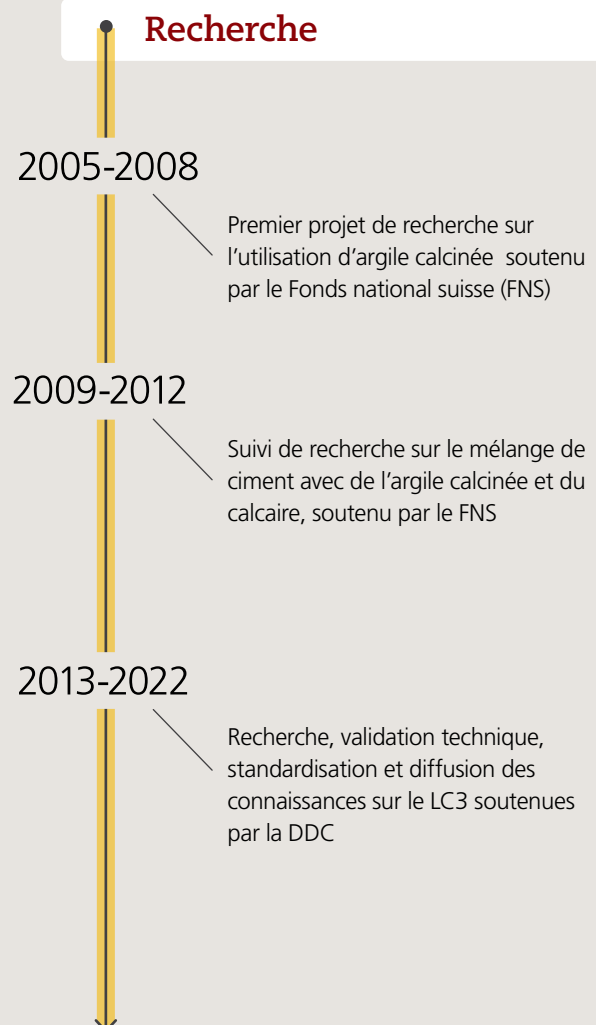 Recherche
2005-2008
Premier projet de recherche sur
l’utilisation d’argile calcinée soutenu
par le Fonds national suisse (FNS)
2009-2012
Suivi de recherche sur le mélange de
ciment avec de l’argile calcinée et du
calcaire, soutenu par le FNS
2013-2022
Recherche, validation technique,
standardisation et diffusion des
connaissances sur le LC3 soutenues
par la DDC